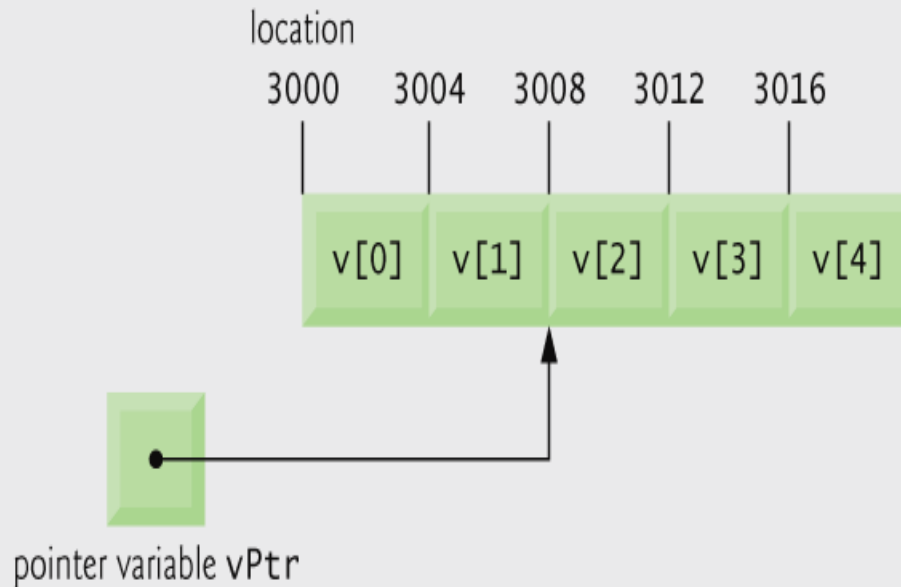 location
3000 3004 3008 3012 3016
v[0] v[1] v[2] v[3] v[4]
pointer variable vPtr